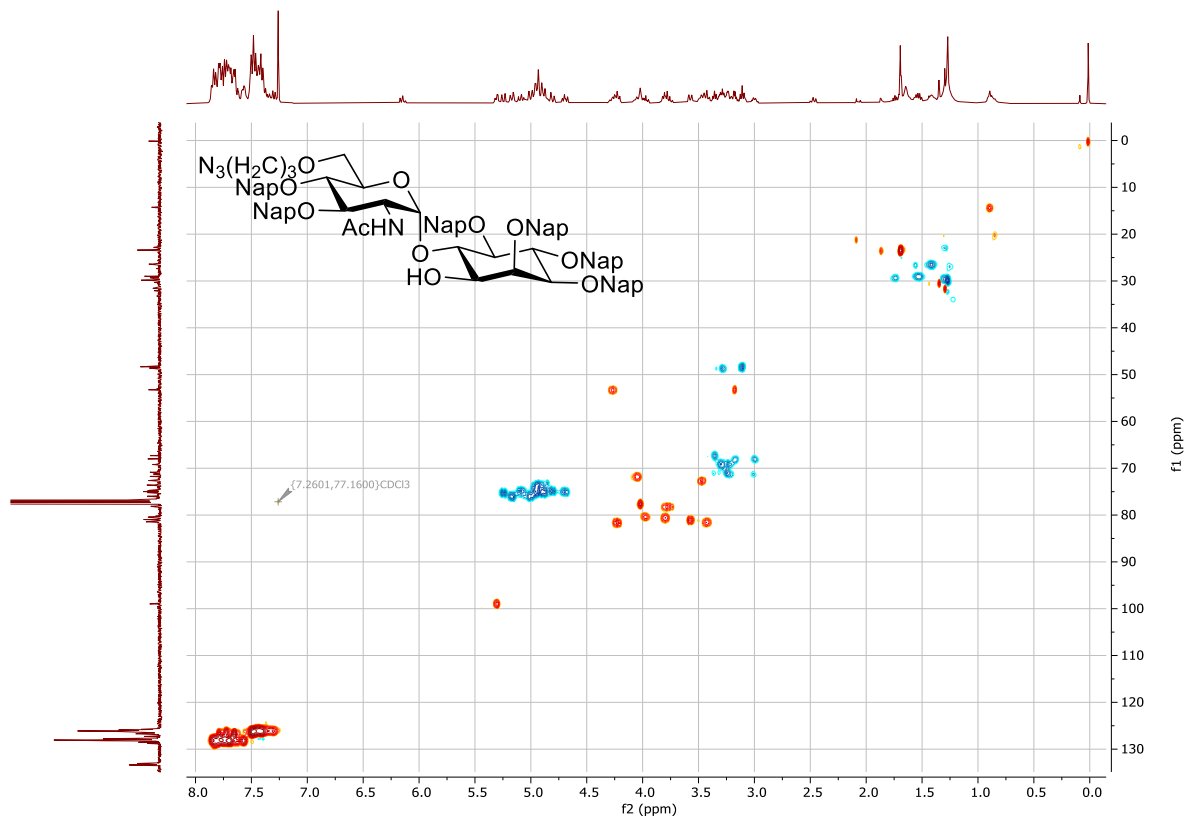 N3(H2C)3O
O
NapO
NapO
AcHN
NapO
ONap
O
ONap
HO
ONap
{7.2601,77.1600}CDCl3
0
10
20
30
40
50
60
70
80
90
100
110
120
130
f1 (ppm)
8.0 7.5 7.0 6.5 6.0 5.5 5.0 4.5 4.0 3.5 3.0 2.5 2.0 1.5 1.0 0.5 0.0
f2 (ppm)